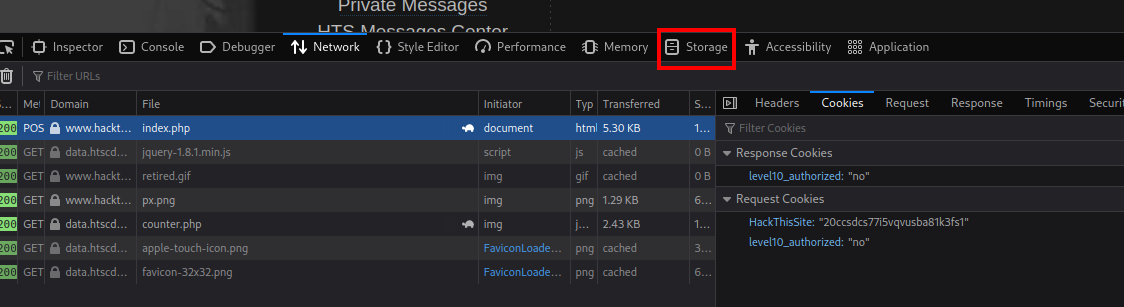 Private Messages
HTS Messages Center
Inspector Console Debugger Network Style Editor Performance Memory Storage Accessibility Application
Filter URLs
S... Met Domain File Initiator Typ Transferred S...
200 POS www.hackt... index.php document html 5.30 KB 1...
200 GET data.htscd... jquery-1.8.1.min.js script js cached 0 B
200 GET www.hackt... retired.gif img gif cached 0 B
200 GET www.hackt... px.png img png 1.29 KB 6...
200 GET data.htscd... counter.php img j... 2.43 KB 1...
200 GET data.htscd... apple-touch-icon.png FaviconLoade... png cached 3...
200 GET data.htscd... favicon-32x32.png FaviconLoade... png cached 6...
Headers Cookies Request Response Timings Securi
Filter Cookies
Response Cookies
level10_authorized: "no"
Request Cookies
HackThisSite: "20ccsdcs77i5vqvusba81k3fs1"
level10_authorized: "no"